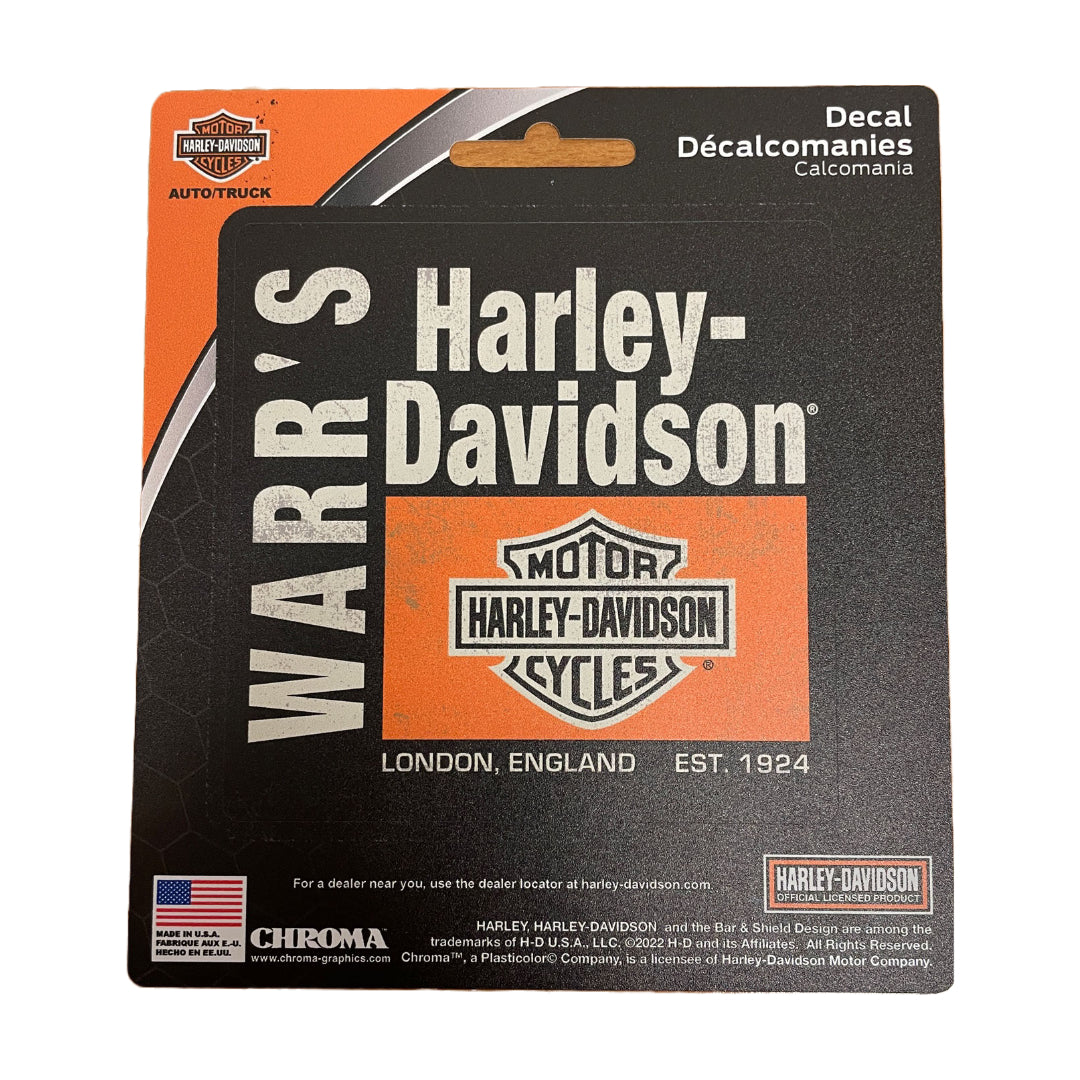 MOTOR
HARLEY-DAVIDSON
CYCLES
®
AUTO/TRUCK
Decal
Décalcomanies
Calcomania
WARR'S
Harley-
Davidson®
MOTOR
HARLEY-DAVIDSON
CYCLES
®
LONDON, ENGLAND EST. 1924
For a dealer near you, use the dealer locator at harley-davidson.com.
HARLEY-DAVIDSON
OFFICIAL LICENSED PRODUCT
MADE IN U.S.A.
FABRIQUE AUX E.-U.
HECHO EN EE.UU.
CHROMA™
www.chroma-graphics.com
HARLEY, HARLEY-DAVIDSON and the Bar & Shield Design are among the
trademarks of H-D U.S.A., LLC. ©2022 H-D and its Affiliates. All Rights Reserved.
Chroma™, a Plasticolor© Company, is a licensee of Harley-Davidson Motor Company.